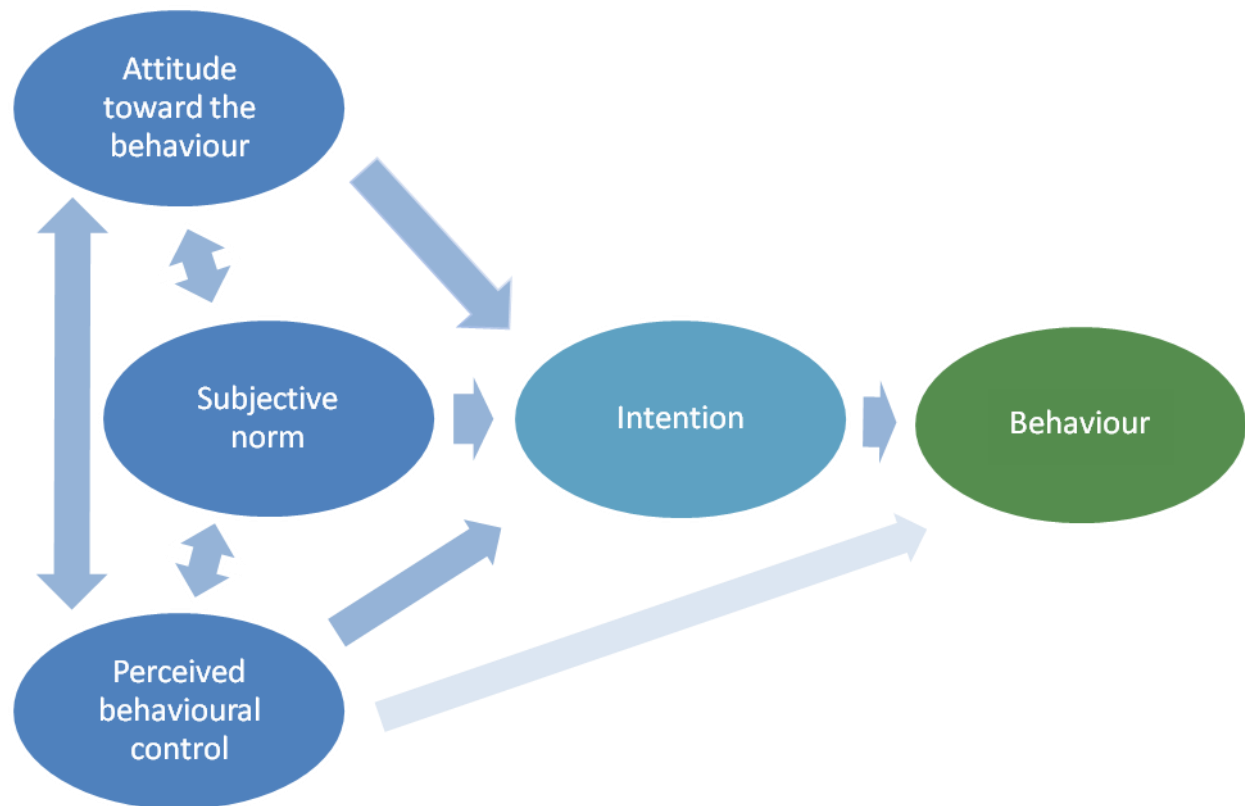 Attitude
toward the
behaviour
Subjective
norm
Intention
Behaviour
Perceived
behavioural
control